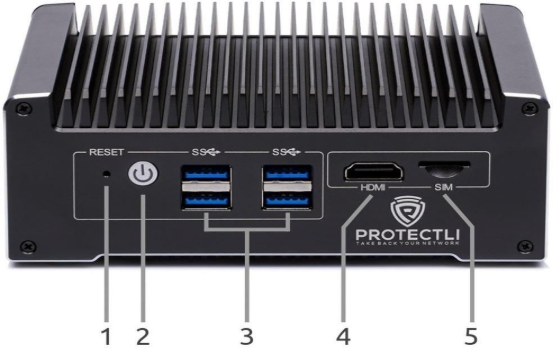 RESET
SS
SS
HDMI
SIM
PROTECTLI
TAKE BACK YOUR NETWORK
1 2 3 4 5